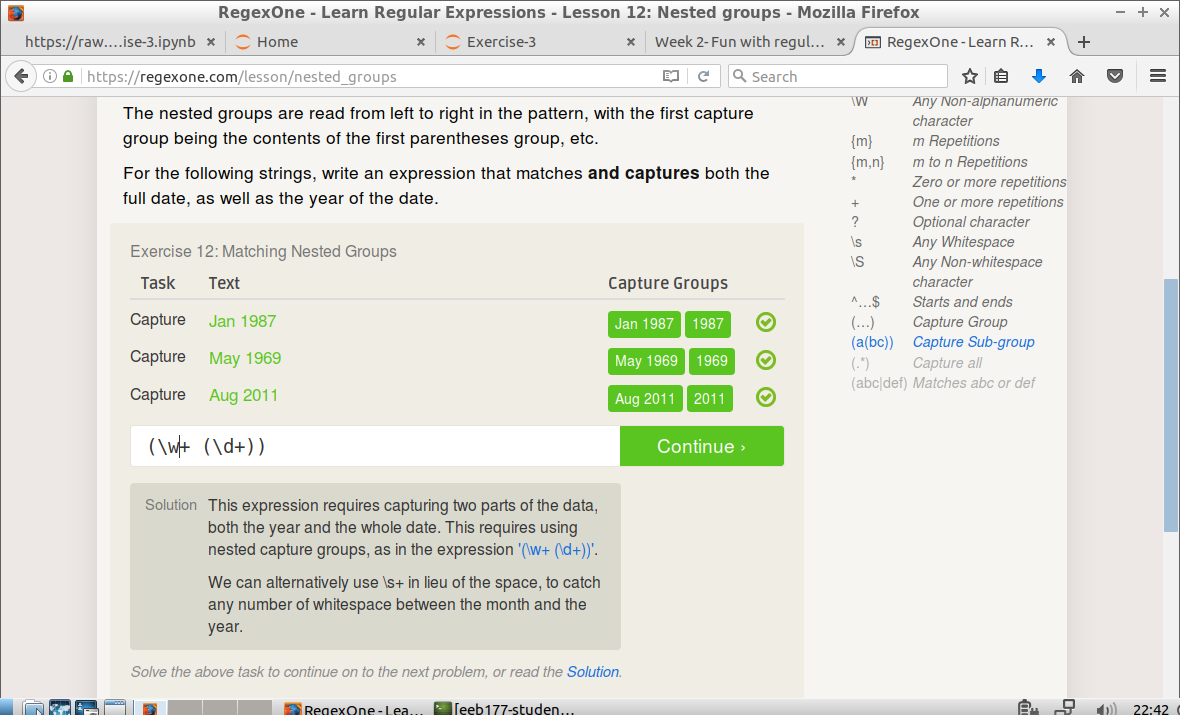 RegexOne - Learn Regular Expressions - Lesson 12: Nested groups - Mozilla Firefox
https://raw....ise-3.ipynb × Home × Exercise-3 × Week 2- Fun with regul... × RegexOne - Learn R... × +
https://regexone.com/lesson/nested_groups Search
The nested groups are read from left to right in the pattern, with the first capture
group being the contents of the first parentheses group, etc.
For the following strings, write an expression that matches and captures both the
full date, as well as the year of the date.
Exercise 12: Matching Nested Groups
Task Text Capture Groups
Capture Jan 1987 Jan 1987 1987
Capture May 1969 May 1969 1969
Capture Aug 2011 Aug 2011 2011
(\w+ (\d+)) Continue ›
Solution This expression requires capturing two parts of the data,
both the year and the whole date. This requires using
nested capture groups, as in the expression '(\w+ (\d+))'.
We can alternatively use \s+ in lieu of the space, to catch
any number of whitespace between the month and the
year.
Solve the above task to continue on to the next problem, or read the Solution.
\W Any Non-alphanumeric
character
{m} m Repetitions
{m,n} m to n Repetitions
* Zero or more repetitions
+ One or more repetitions
? Optional character
\s Any Whitespace
\S Any Non-whitespace
character
^...$ Starts and ends
(...) Capture Group
(a(bc)) Capture Sub-group
(.*) Capture all
(abc|def) Matches abc or def
RegexOne - Lea... [eeb177-studen... 22:42